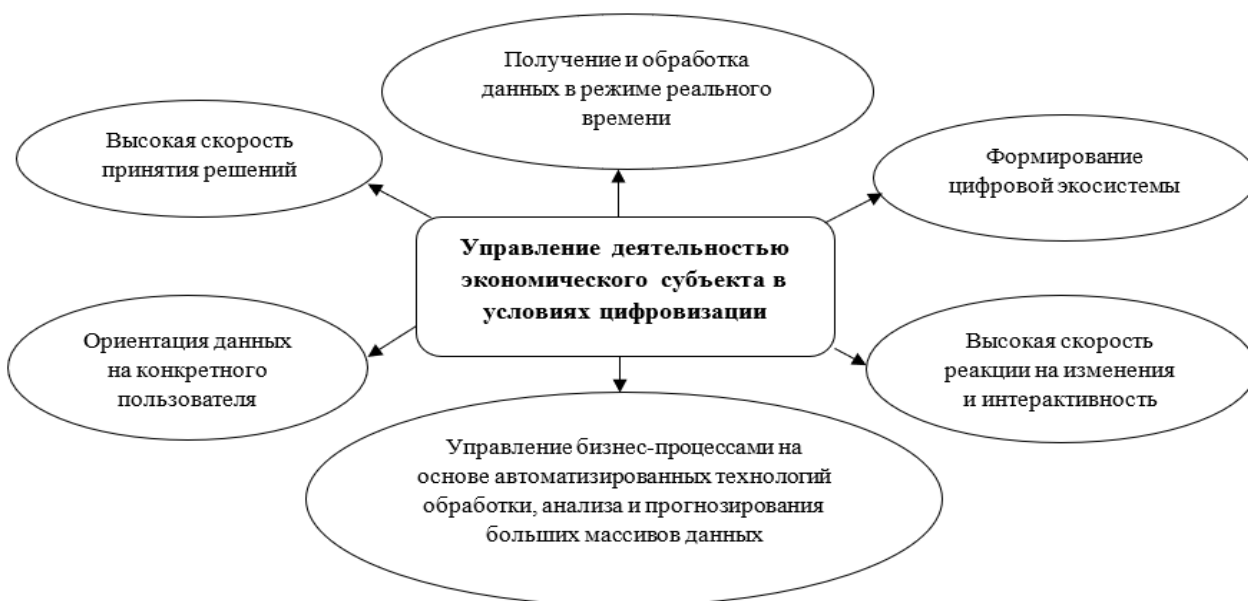 Получение и обработка
данных в режиме реального
времени
Высокая скорость
принятия решений
Формирование
цифровой экосистемы
Управление деятельностью
экономического субъекта в
условиях цифровизации
Ориентация данных
на конкретного
пользователя
Высокая скорость
реакции на изменения
и интерактивность
Управление бизнес-процессами на
основе автоматизированных технологий
обработки, анализа и прогнозирования
больших массивов данных